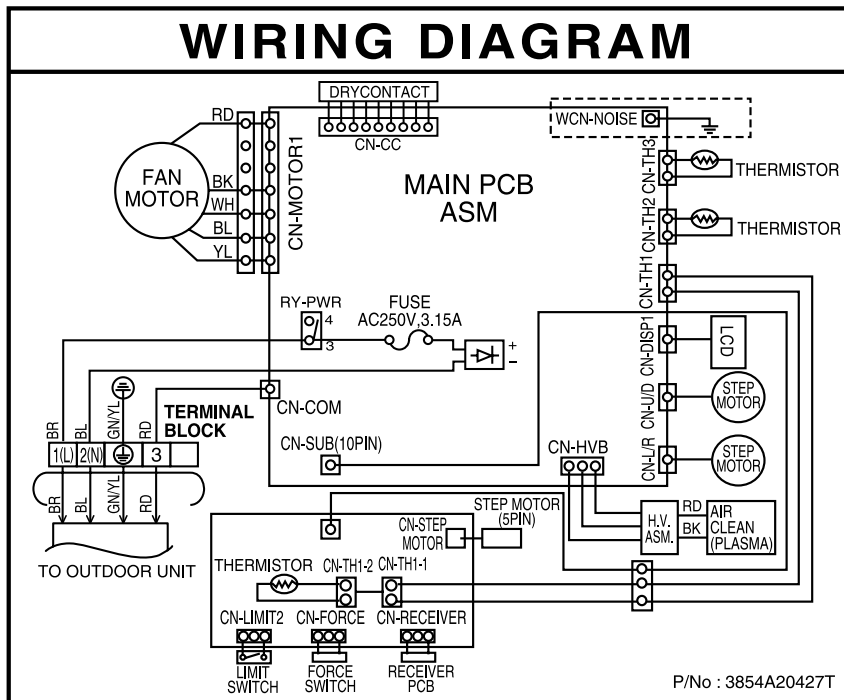 WIRING DIAGRAM
DRYCONTACT
CN-CC
WCN-NOISE
RD
BK
WH
BL
YL
FAN
MOTOR
CN-MOTOR1
MAIN PCB
ASM
CN-TH3
THERMISTOR
CN-TH2
THERMISTOR
CN-TH1
RY-PWR
4
3
FUSE
AC250V,3.15A
+
-
CN-DISP1
LCD
CN-U/D
STEP
MOTOR
CN-L/R
STEP
MOTOR
CN-COM
TERMINAL
BLOCK
BR
BL
GN/YL
RD
1(L)
2(N)
3
BR
BL
GN/YL
RD
TO OUTDOOR UNIT
CN-SUB(10PIN)
CN-HVB
H.V.
ASM.
RD
BK
AIR
CLEAN
(PLASMA)
CN-STEP
MOTOR
STEP MOTOR
(5PIN)
THERMISTOR
CN-TH1-2
CN-TH1-1
CN-LIMIT2
CN-FORCE
CN-RECEIVER
LIMIT
SWITCH
FORCE
SWITCH
RECEIVER
PCB
P/No : 3854A20427T